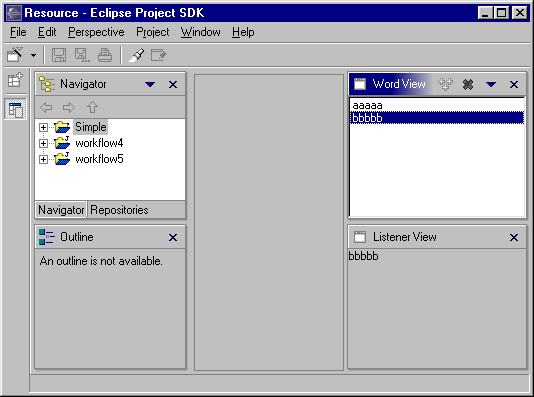 Resource - Eclipse Project SDK
File Edit Perspective Project Window Help
Navigator
Simple
workflow4
workflow5
Navigator Repositories
Outline
An outline is not available.
Word View
aaaaa
bbbbb
Listener View
bbbbb